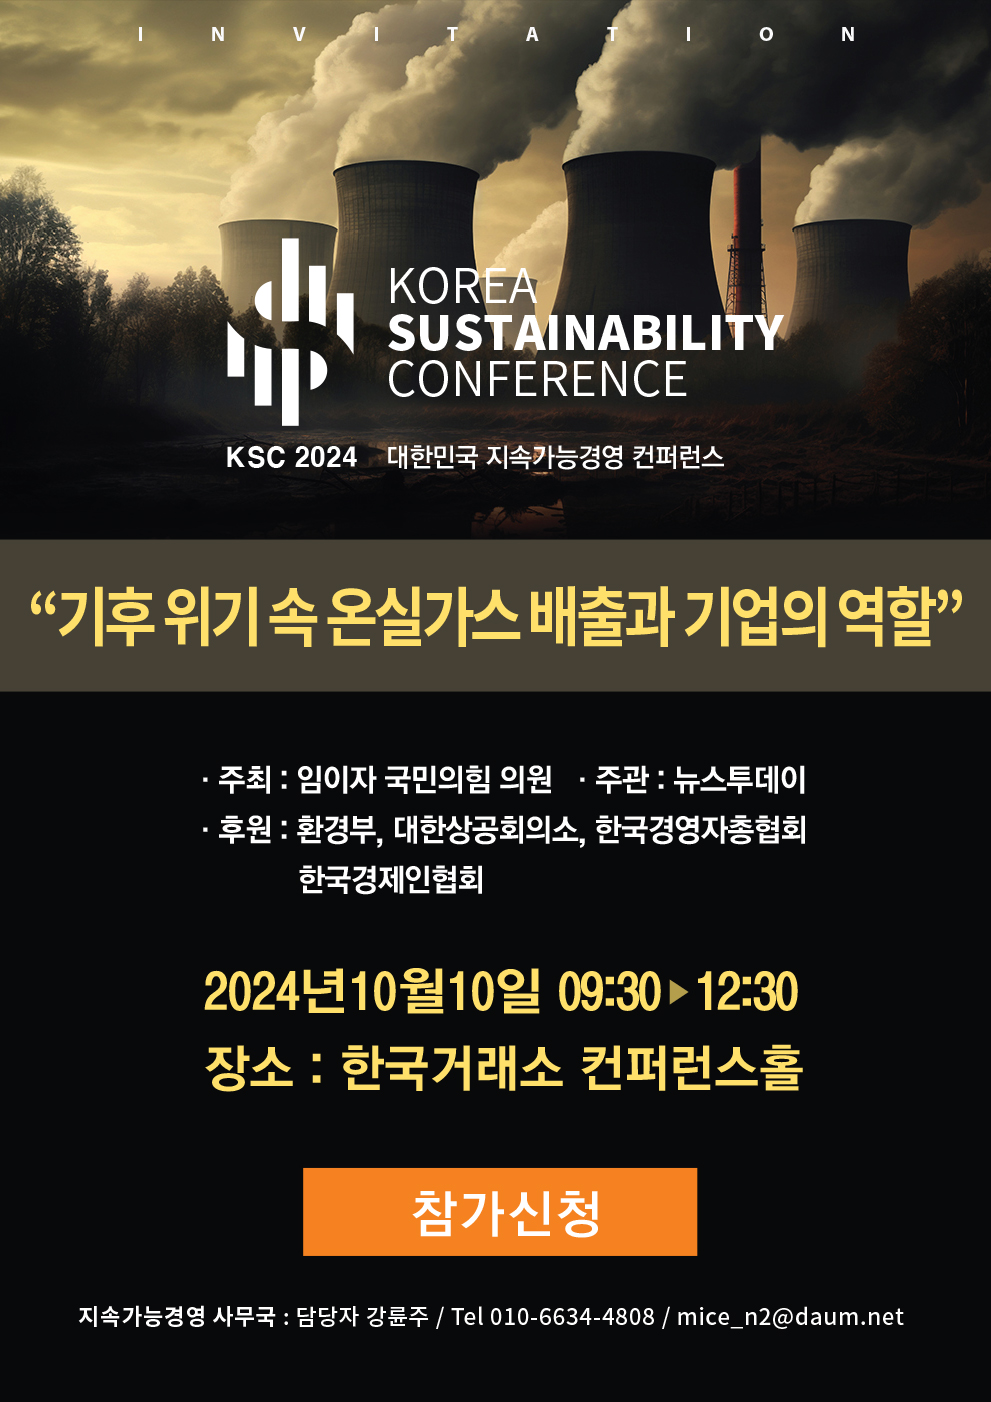 INVITATION
KOREA
SUSTAINABILITY
CONFERENCE
KSC 2024 대한민국 지속가능경영 컨퍼런스
“기후 위기 속 온실가스 배출과 기업의 역할”
· 주최 : 임이자 국민의힘 의원 · 주관 : 뉴스투데이
· 후원 : 환경부, 대한상공회의소, 한국경영자총협회
한국경제인협회
2024년10월10일 09:30▶12:30
장소 : 한국거래소 컨퍼런스홀
참가신청
지속가능경영 사무국 : 담당자 강륜주 / Tel 010-6634-4808 / mice_n2@daum.net